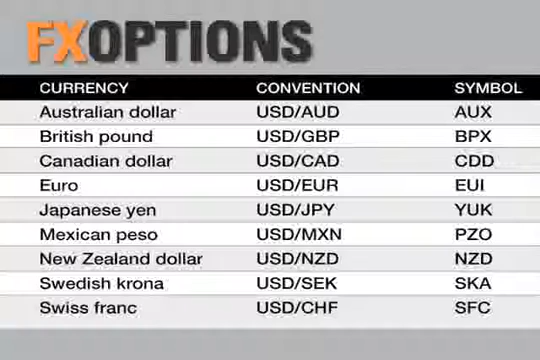 FXOPTIONS
CURRENCY CONVENTION SYMBOL
Australian dollar USD/AUD AUX
British pound USD/GBP BPX
Canadian dollar USD/CAD CDD
Euro USD/EUR EUI
Japanese yen USD/JPY YUK
Mexican peso USD/MXN PZO
New Zealand dollar USD/NZD NZD
Swedish krona USD/SEK SKA
Swiss franc USD/CHF SFC